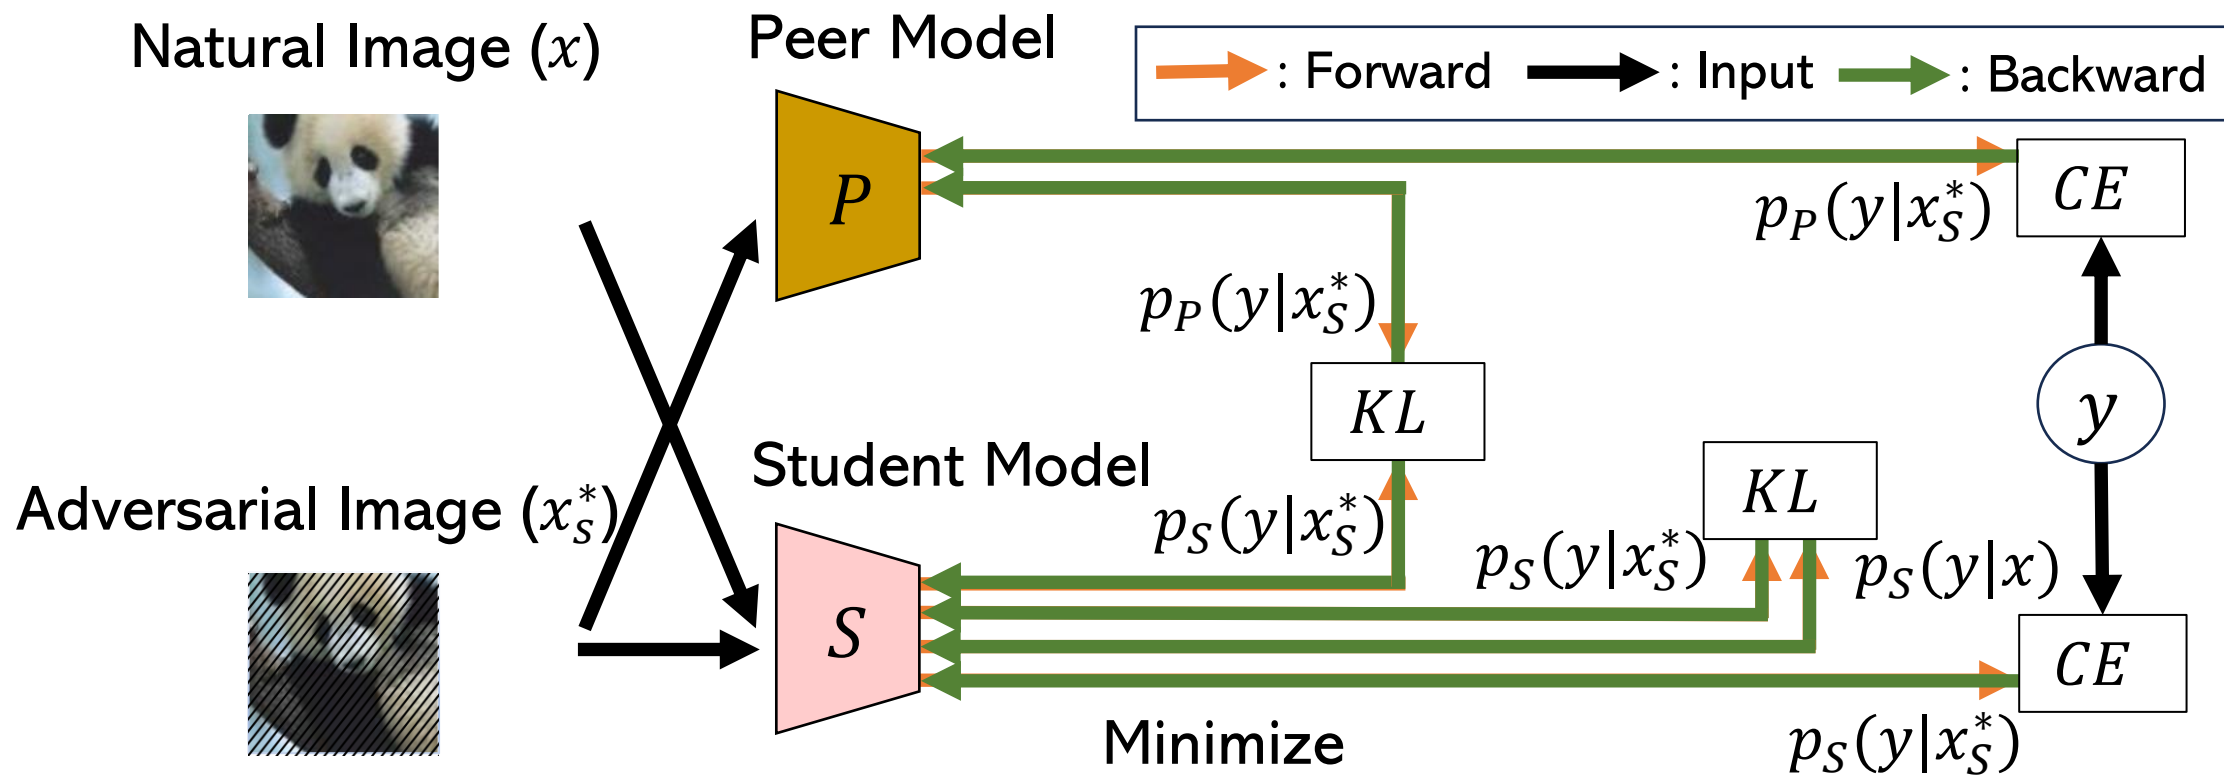 Natural Image (x)
Peer Model
: Forward
: Input
: Backward
P
CE
p_P(y|x_S^*)
p_P(y|x_S^*)
KL
y
Student Model
KL
Adversarial Image (x_s^*)
p_S(y|x_S^*)
p_S(y|x_S^*)
p_S(y|x)
S
CE
Minimize
p_S(y|x_S^*)